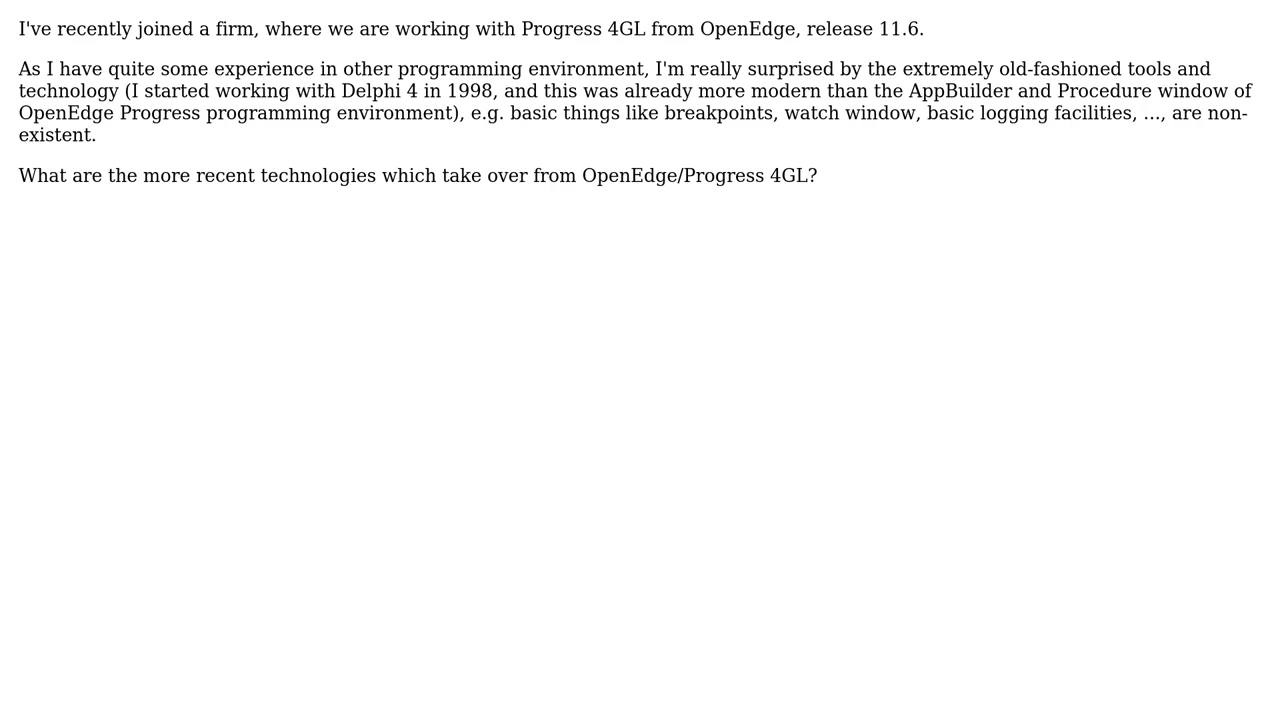 I've recently joined a firm, where we are working with Progress 4GL from OpenEdge, release 11.6.
As I have quite some experience in other programming environment, I'm really surprised by the extremely old-fashioned tools and
technology (I started working with Delphi 4 in 1998, and this was already more modern than the AppBuilder and Procedure window of
OpenEdge Progress programming environment), e.g. basic things like breakpoints, watch window, basic logging facilities, ..., are non-
existent.
What are the more recent technologies which take over from OpenEdge/Progress 4GL?